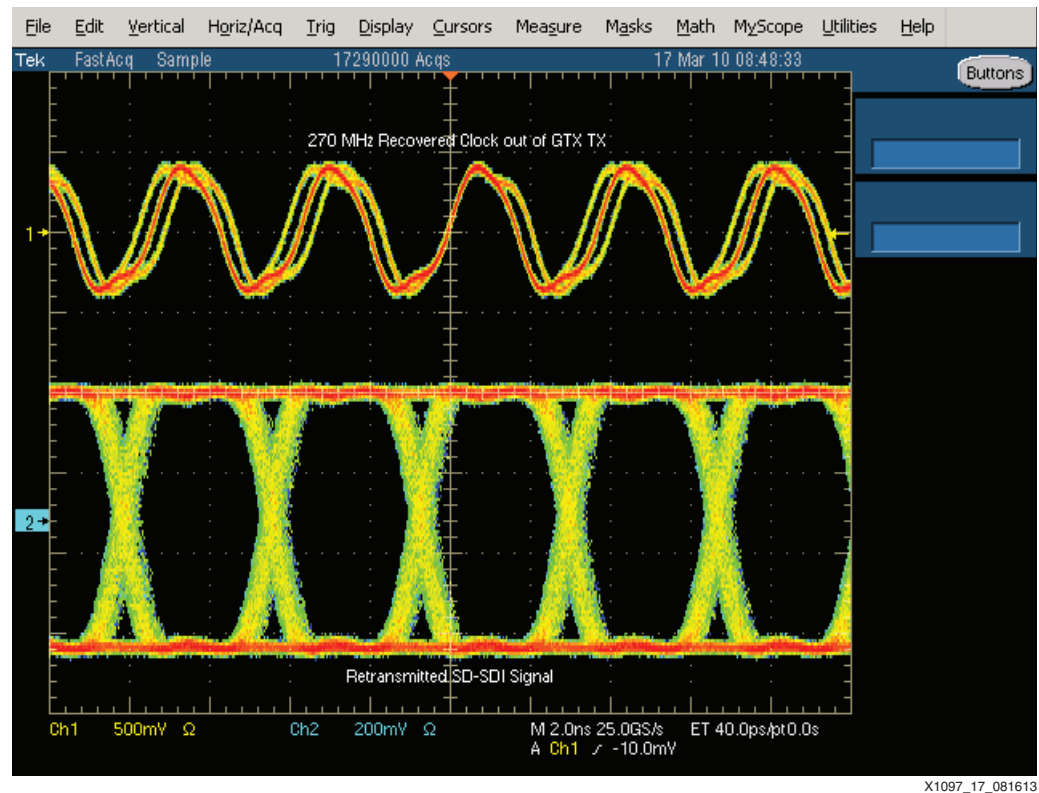 File Edit Vertical Horiz/Acq Trig Display Cursors Measure Masks Math MyScope Utilities Help
Tek FastAcq Sample 17290000 Acqs 17 Mar 10 08:48:33
Buttons
270 MHz Recovered Clock out of GTX TX
1
2
Retransmitted SD-SDI Signal
Ch1 500mV Ω Ch2 200mV Ω M 2.0ns 25.0GS/s ET 40.0ps/pt 0.0s
A Ch1 ∕ -10.0mV
X1097_17_081613